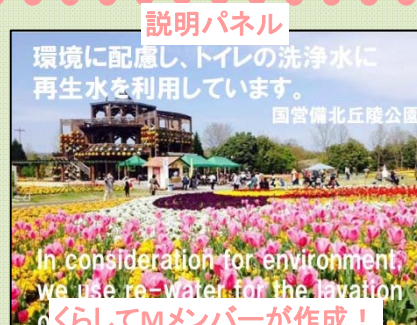 説明パネル
環境に配慮し、トイレの洗浄水に
再生水を利用しています。
国営備北丘陵公園
In consideration for environment,
we use re-water for the lavation
くらしてMメンバーが作成！